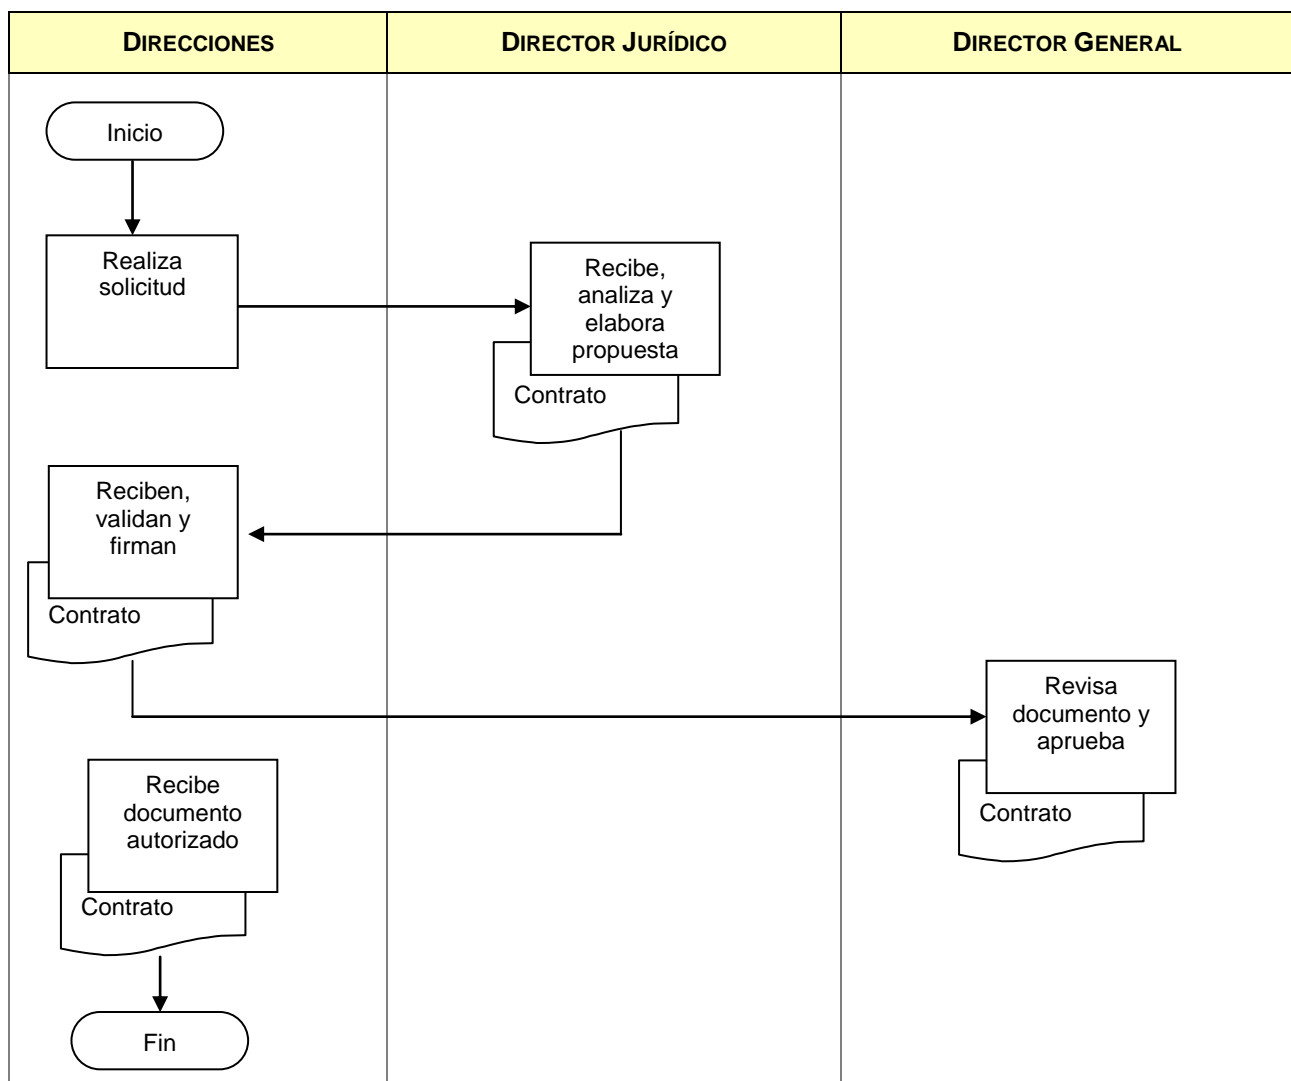 DIRECCIONES
DIRECTOR JURÍDICO
DIRECTOR GENERAL
Inicio
Realiza
solicitud
Recibe,
analiza y
elabora
propuesta
Contrato
Reciben,
validan y
firman
Contrato
Revisa
documento y
aprueba
Contrato
Recibe
documento
autorizado
Contrato
Fin